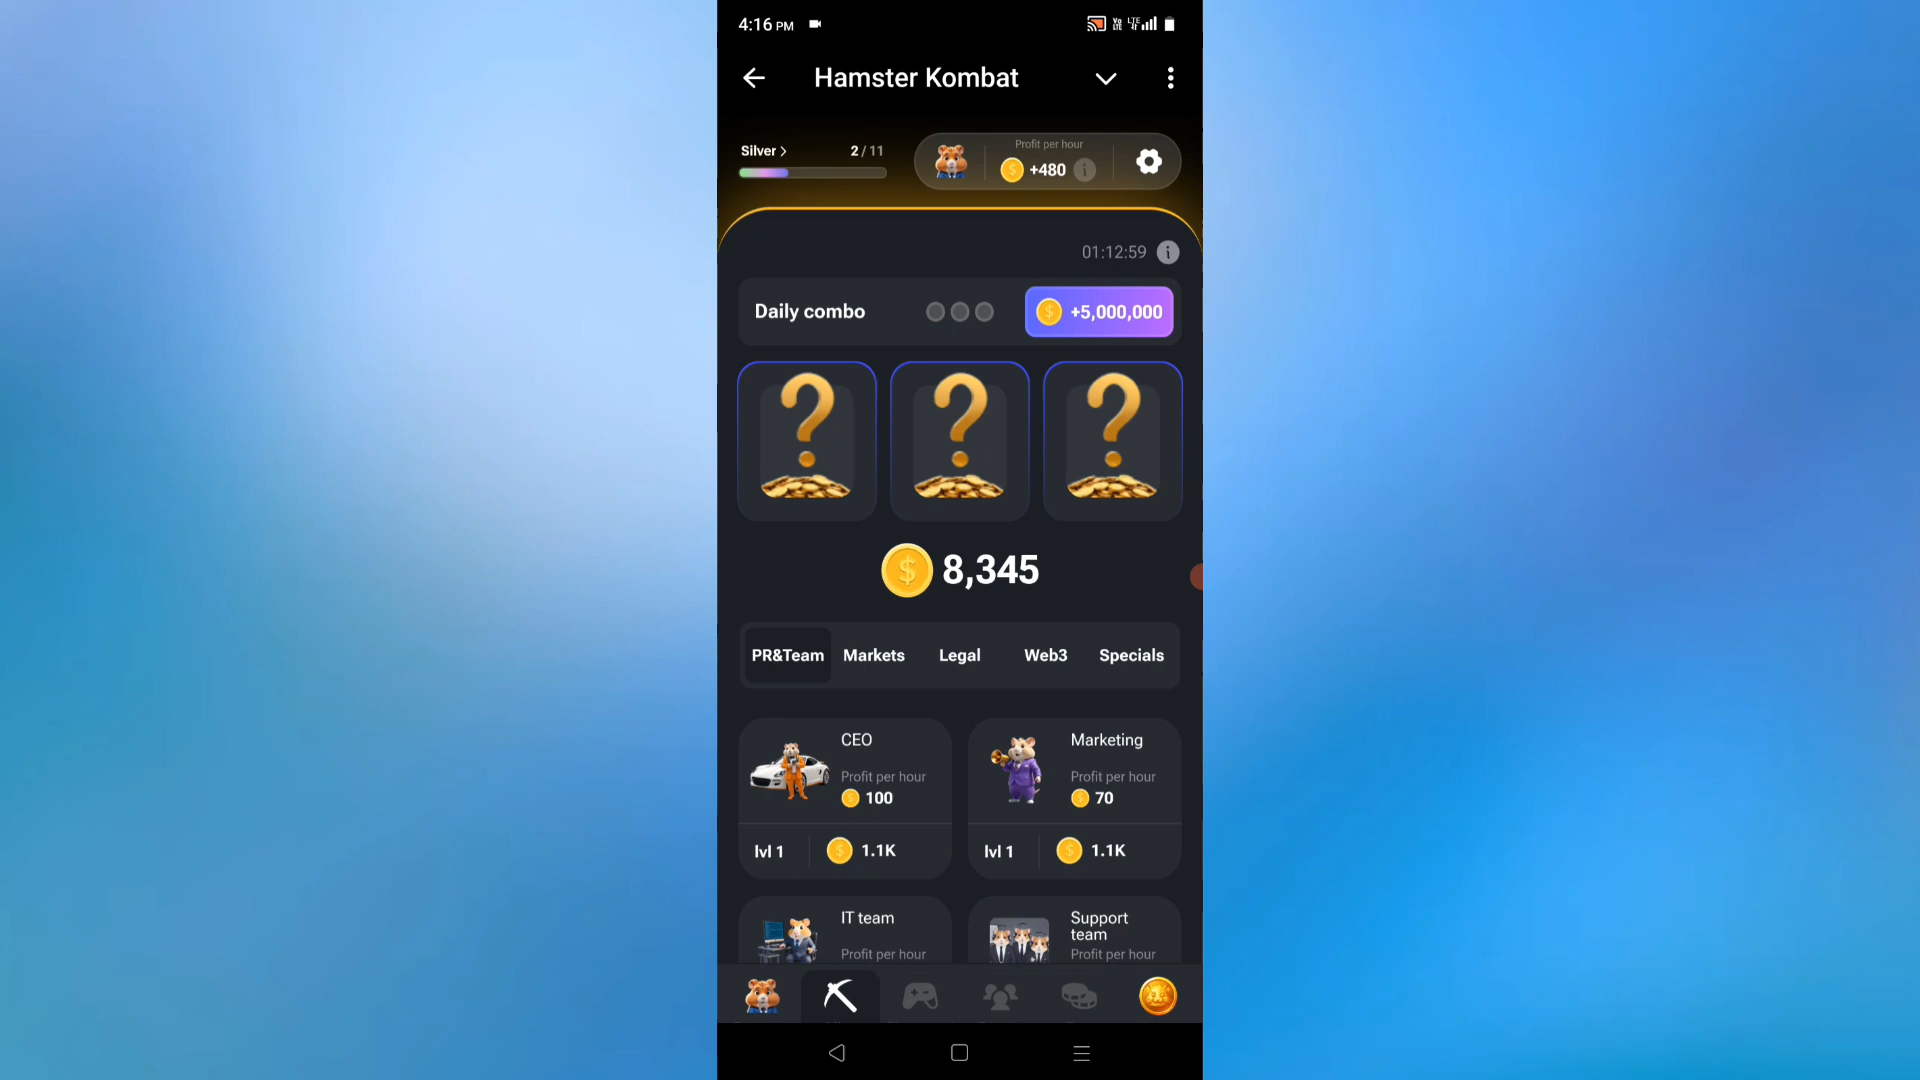 4:16 PM
Hamster Kombat
Silver > 2 / 11
Profit per hour
+480
01:12:59
Daily combo +5,000,000
8,345
PR&Team Markets Legal Web3 Specials
CEO
Profit per hour
100
lvl 1 1.1K
Marketing
Profit per hour
70
lvl 1 1.1K
IT team
Profit per hour
Support team
Profit per hour